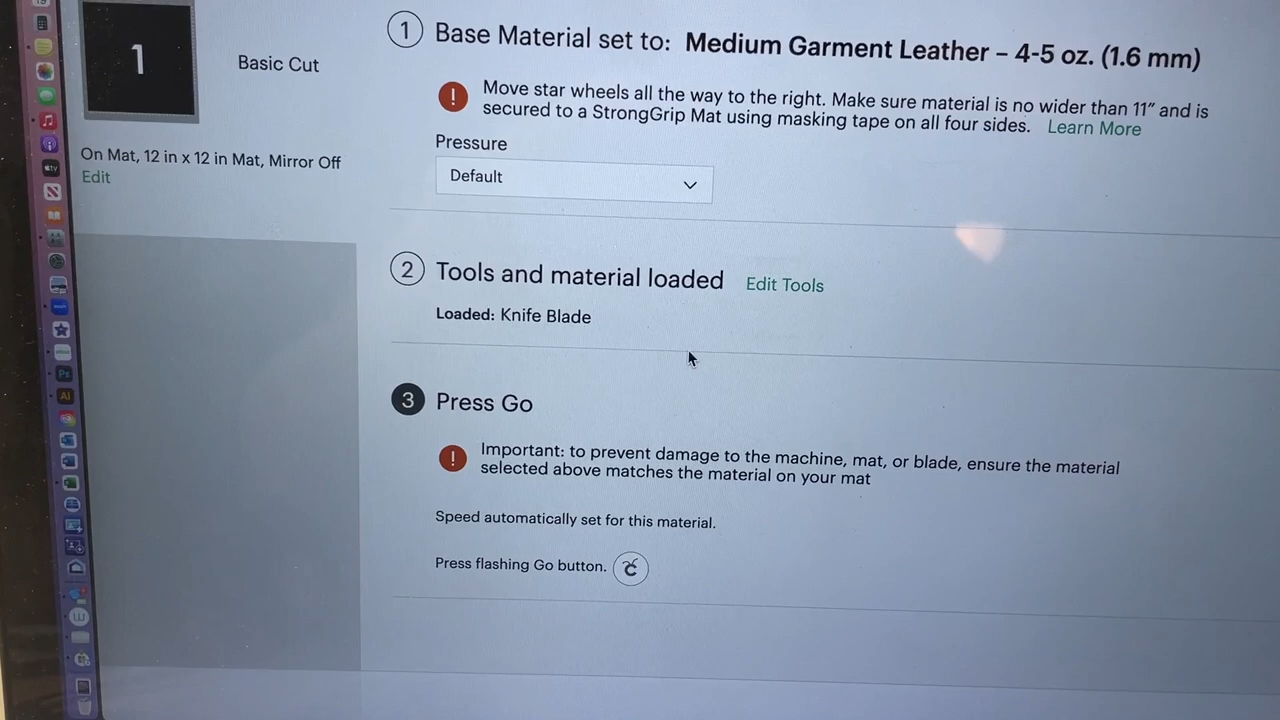 1
Basic Cut
On Mat, 12 in x 12 in Mat, Mirror Off
Edit
1 Base Material set to: Medium Garment Leather – 4-5 oz. (1.6 mm)
! Move star wheels all the way to the right. Make sure material is no wider than 11″ and is
secured to a StrongGrip Mat using masking tape on all four sides. Learn More
Pressure
Default
2 Tools and material loaded Edit Tools
Loaded: Knife Blade
3 Press Go
! Important: to prevent damage to the machine, mat, or blade, ensure the material
selected above matches the material on your mat
Speed automatically set for this material.
Press flashing Go button. C
Ps
Ai